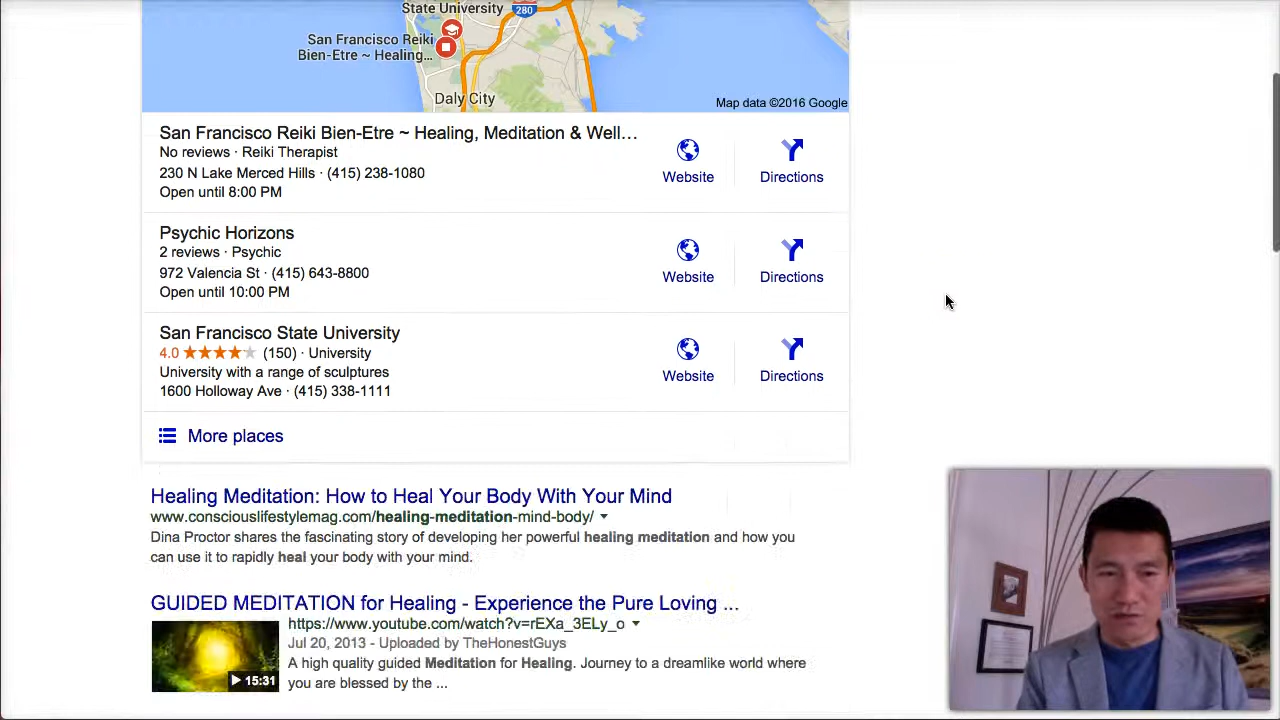 State University
280
San Francisco Reiki
Bien-Etre ~ Healing...
Daly City
Map data ©2016 Google
San Francisco Reiki Bien-Etre ~ Healing, Meditation & Well...
No reviews · Reiki Therapist
230 N Lake Merced Hills · (415) 238-1080
Open until 8:00 PM
Website
Directions
Psychic Horizons
2 reviews · Psychic
972 Valencia St · (415) 643-8800
Open until 10:00 PM
Website
Directions
San Francisco State University
4.0 ★★★★★ (150) · University
University with a range of sculptures
1600 Holloway Ave · (415) 338-1111
Website
Directions
More places
Healing Meditation: How to Heal Your Body With Your Mind
www.consciouslifestylemag.com/healing-meditation-mind-body/
Dina Proctor shares the fascinating story of developing her powerful healing meditation and how you
can use it to rapidly heal your body with your mind.
GUIDED MEDITATION for Healing - Experience the Pure Loving ...
https://www.youtube.com/watch?v=rEXa_3ELy_o
Jul 20, 2013 - Uploaded by TheHonestGuys
A high quality guided Meditation for Healing. Journey to a dreamlike world where
you are blessed by the ...
15:31